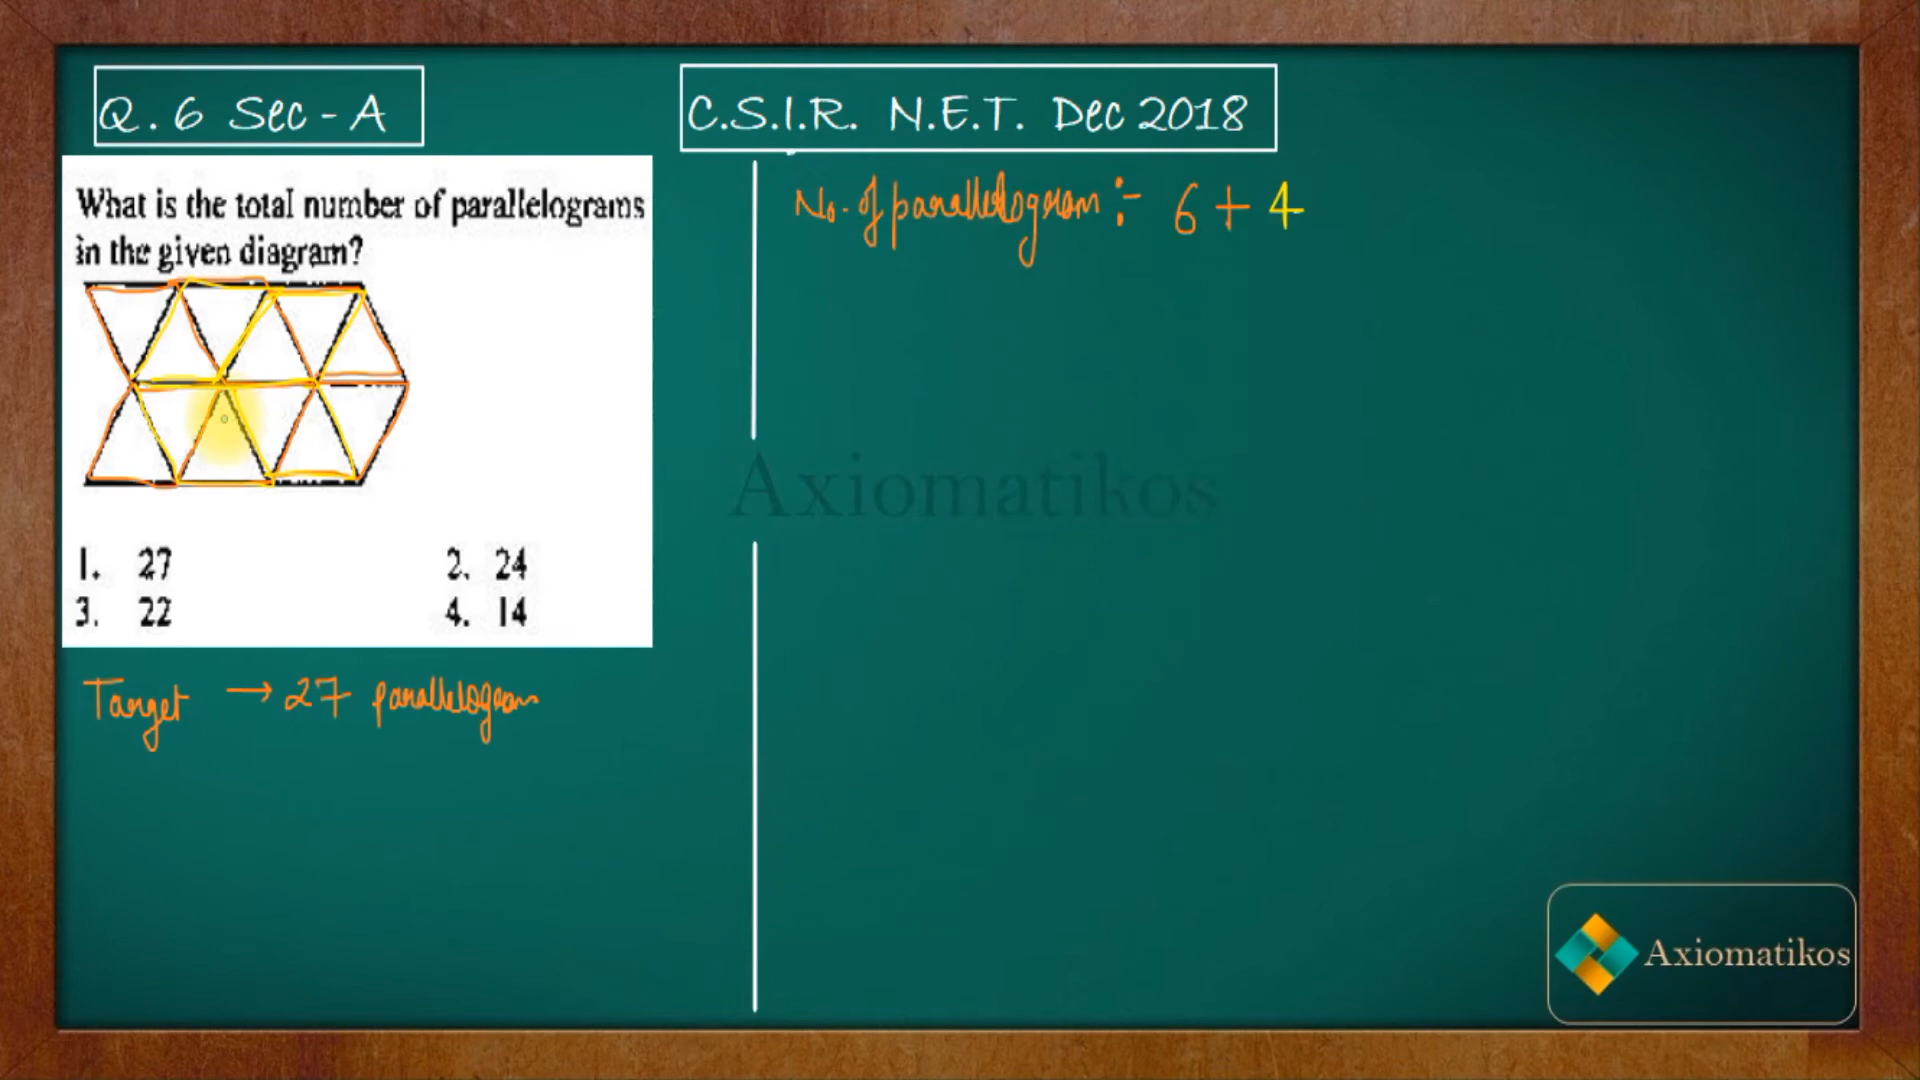 Q. 6 Sec - A
C.S.I.R. N.E.T. Dec 2018
What is the total number of parallelograms
in the given diagram?
1. 27
2. 24
3. 22
4. 14
Target → 27 parallelogram
No. of parallelogram :- 6 + 4
Axiomatikos
Axiomatikos